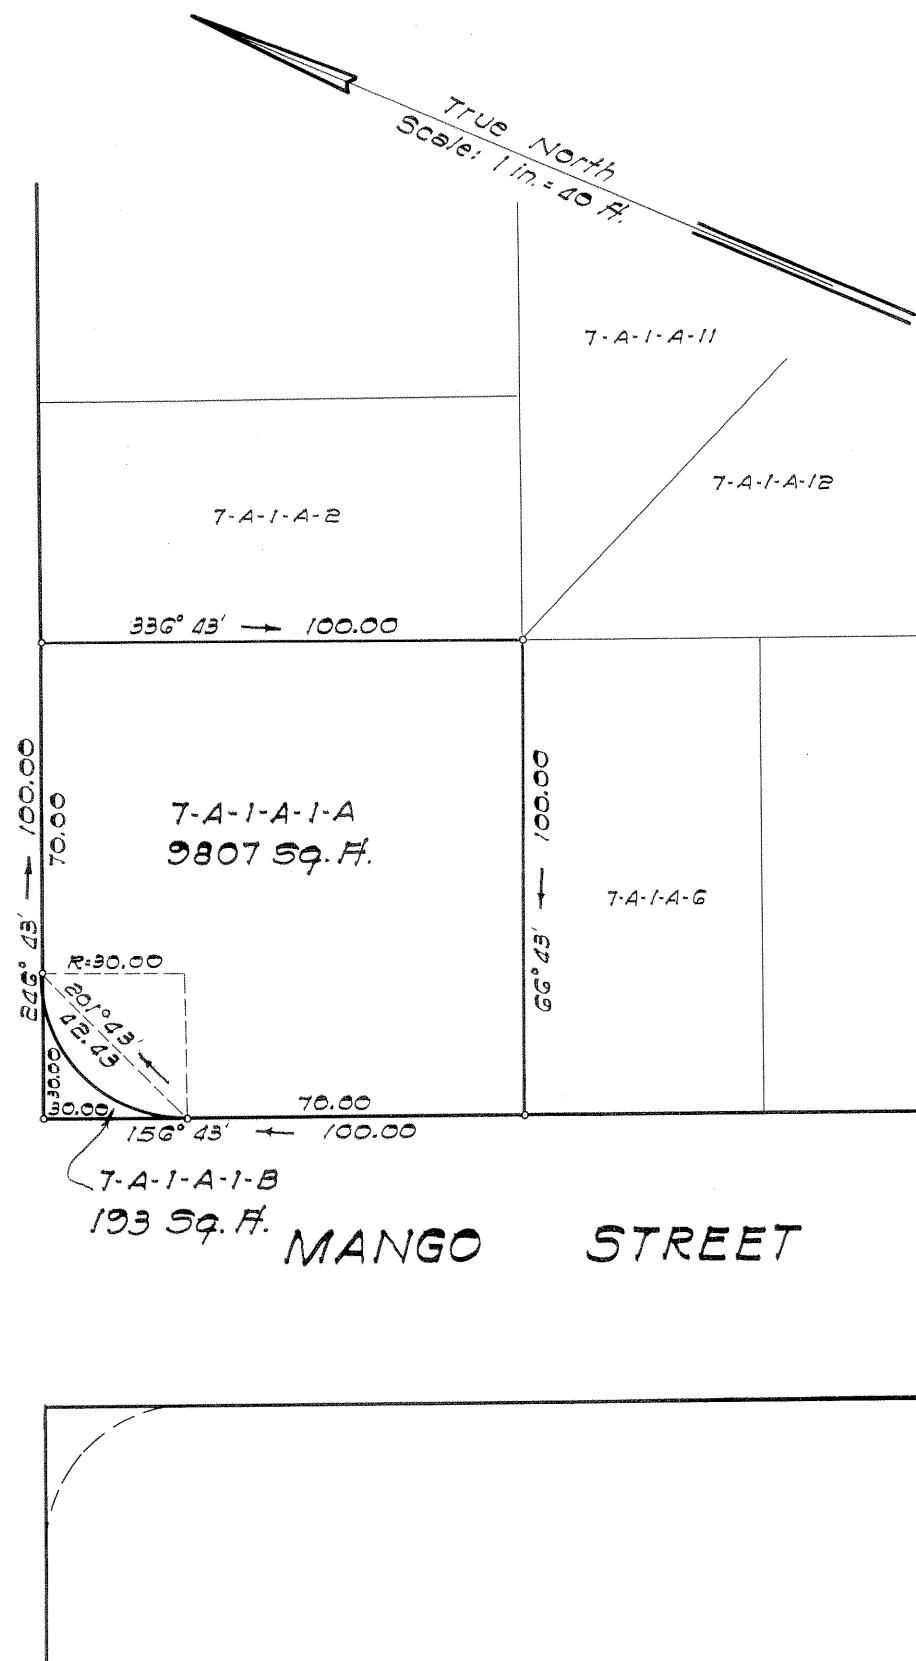 True North
Scale: 1 in. = 40 ft.
7-A-1-A-11
7-A-1-A-12
7-A-1-A-2
336° 43' → 100.00
246° 43' → 100.00
70.00
7-A-1-A-1-A
9807 Sq. Ft.
66° 43' ← 100.00
7-A-1-A-6
R=30.00
201° 43'
42.43
30.00
30.00
70.00
156° 43' ← 100.00
7-A-1-A-1-B
193 Sq. Ft.
MANGO STREET